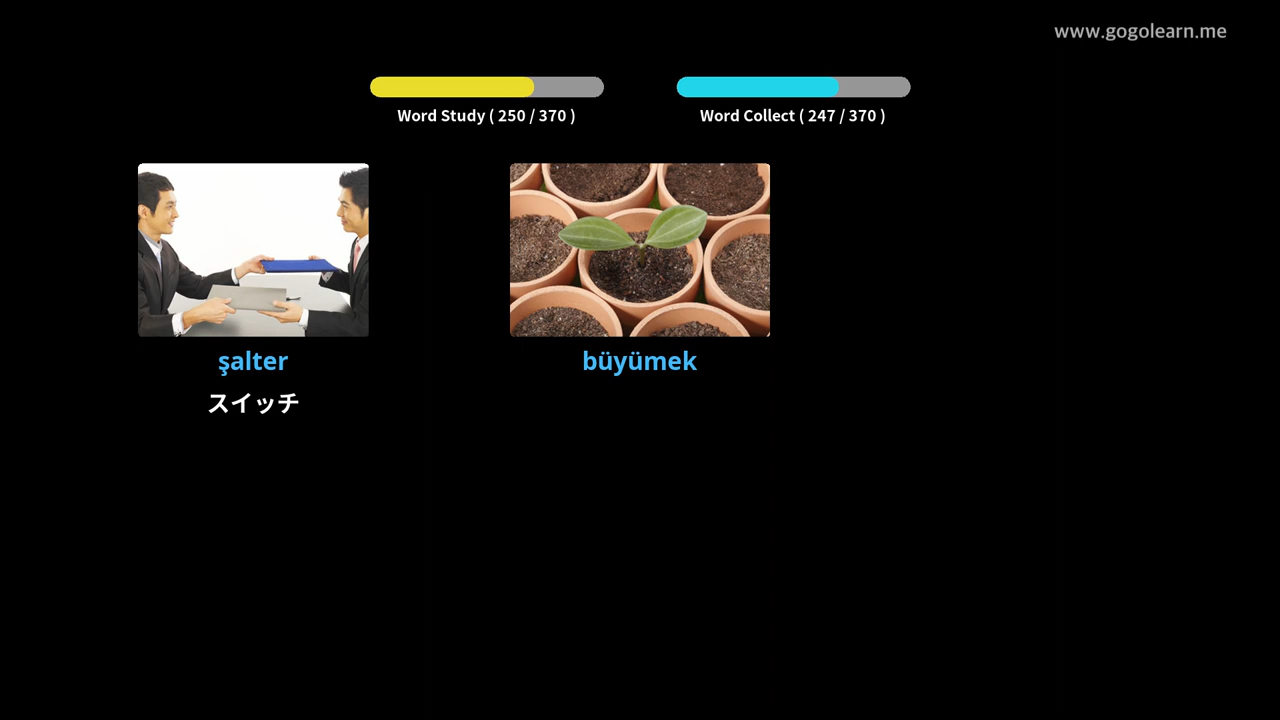 www.gogolearn.me
Word Study ( 250 / 370 )
Word Collect ( 247 / 370 )
şalter
スイッチ
büyümek